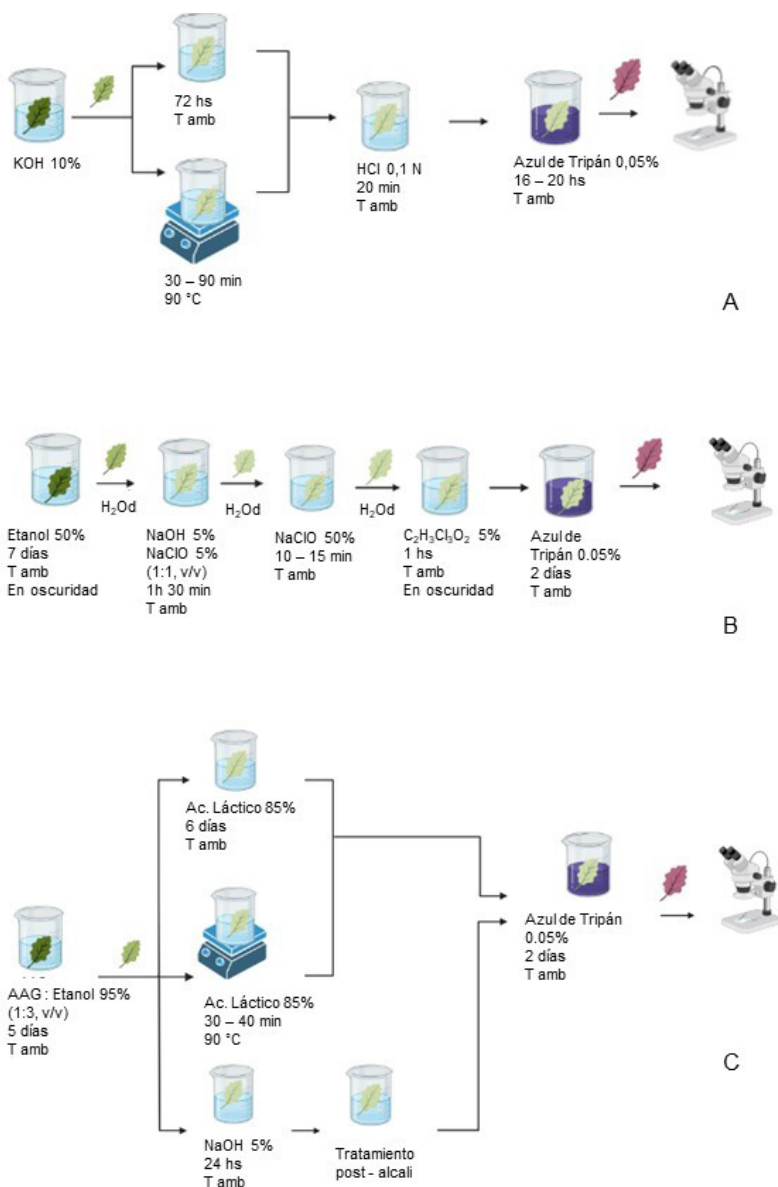 72 hs
T amb
KOH 10%
30 – 90 min
90 °C
HCl 0,1 N
20 min
T amb
Azul de Tripán 0,05%
16 – 20 hs
T amb
A
Etanol 50%
7 días
T amb
En oscuridad
H₂Od
NaOH 5%
NaClO 5%
(1:1, v/v)
1h 30 min
T amb
H₂Od
NaClO 50%
10 – 15 min
T amb
H₂Od
C₂H₃Cl₃O₂ 5%
1 hs
T amb
En oscuridad
Azul de
Tripán 0.05%
2 días
T amb
B
AAG : Etanol 95%
(1:3, v/v)
5 días
T amb
Ac. Láctico 85%
6 días
T amb
Ac. Láctico 85%
30 – 40 min
90 °C
NaOH 5%
24 hs
T amb
Tratamiento
post - alcali
Azul de Tripán
0.05%
2 días
T amb
C